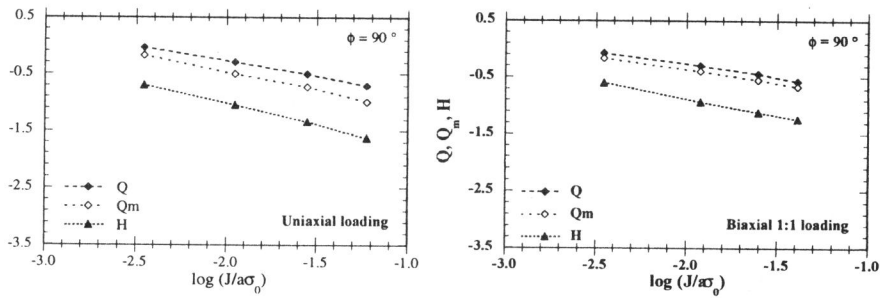 0.5
-0.5
-1.5
-2.5
-3.5
-3.0
-2.5
-2.0
-1.5
-1.0
log (J/aσ0)
ϕ = 90 °
Q
Qm
H
Uniaxial loading
Q, Qm, H
0.5
-0.5
-1.5
-2.5
-3.5
-3.0
-2.5
-2.0
-1.5
-1.0
log (J/aσ0)
ϕ = 90 °
Q
Qm
H
Biaxial 1:1 loading